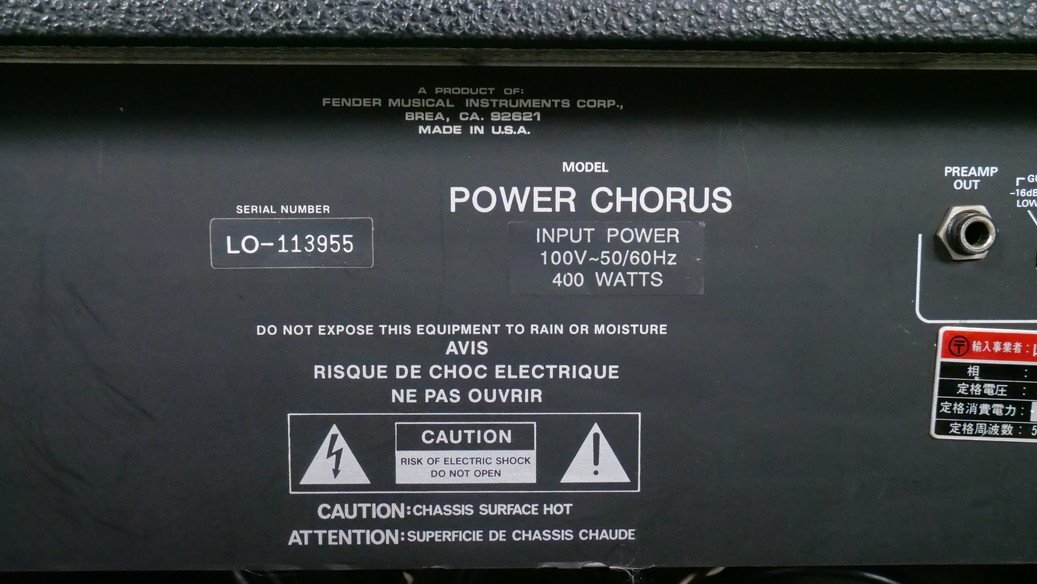 A PRODUCT OF:
FENDER MUSICAL INSTRUMENTS CORP.,
BREA, CA. 92621
MADE IN U.S.A.
MODEL
POWER CHORUS
INPUT POWER
100V~50/60Hz
400 WATTS
SERIAL NUMBER
LO-113955
DO NOT EXPOSE THIS EQUIPMENT TO RAIN OR MOISTURE
AVIS
RISQUE DE CHOC ELECTRIQUE
NE PAS OUVRIR
CAUTION
RISK OF ELECTRIC SHOCK
DO NOT OPEN
CAUTION: CHASSIS SURFACE HOT
ATTENTION: SUPERFICIE DE CHASSIS CHAUDE
PREAMP
OUT
-16dB
LOW
〒 輸入事業者:
相 :
定格電圧 :
定格消費電力:
定格周波数: 5